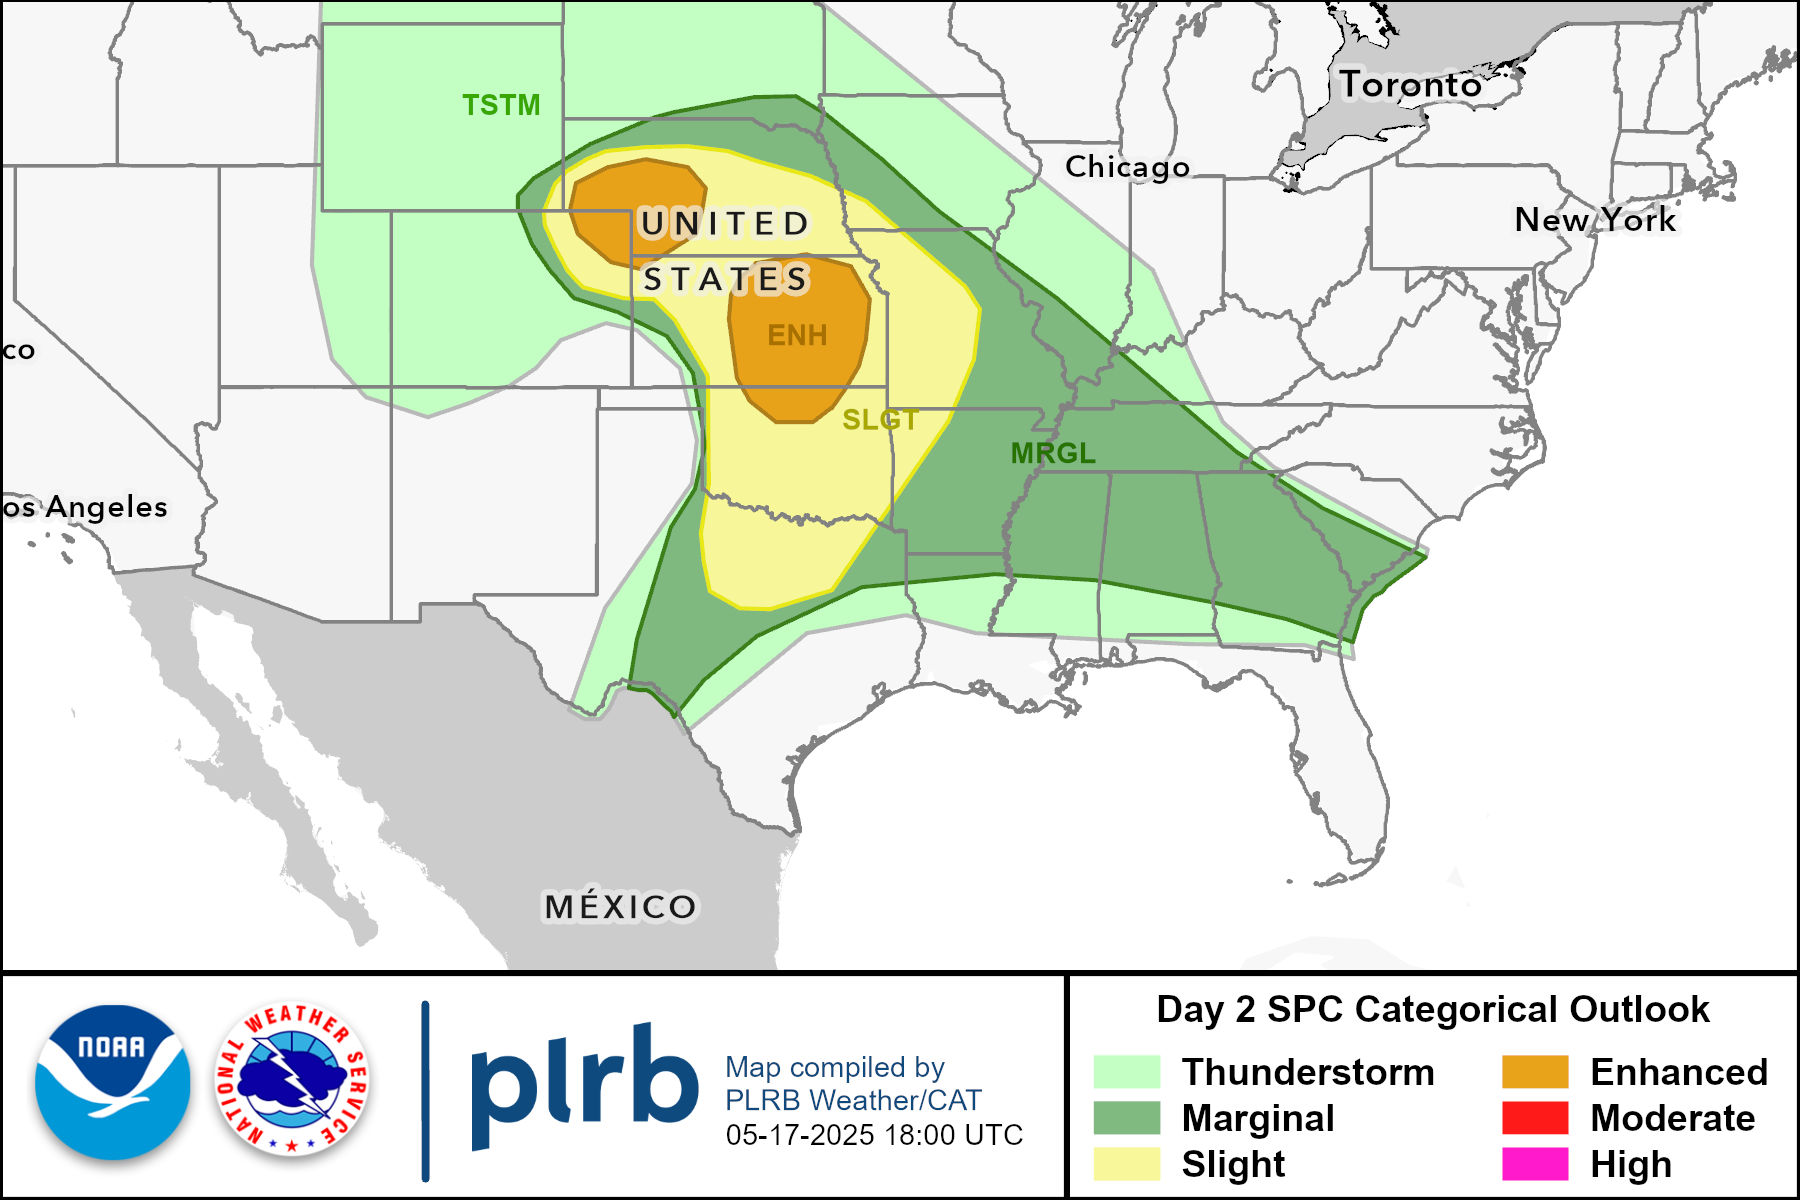 TSTM
Toronto
Chicago
New York
UNITED
STATES
ENH
co
SLGT
MRGL
os Angeles
MÉXICO
NOAA
NATIONAL WEATHER SERVICE
plrb
Map compiled by
PLRB Weather/CAT
05-17-2025 18:00 UTC
Day 2 SPC Categorical Outlook
Thunderstorm
Marginal
Slight
Enhanced
Moderate
High